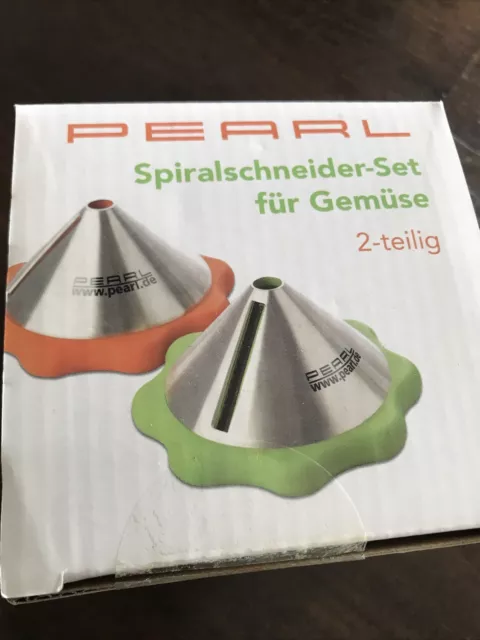 PEARL
Spiralschneider-Set
für Gemüse
2-teilig
PEARL
www.pearl.de
PEARL
www.pearl.de